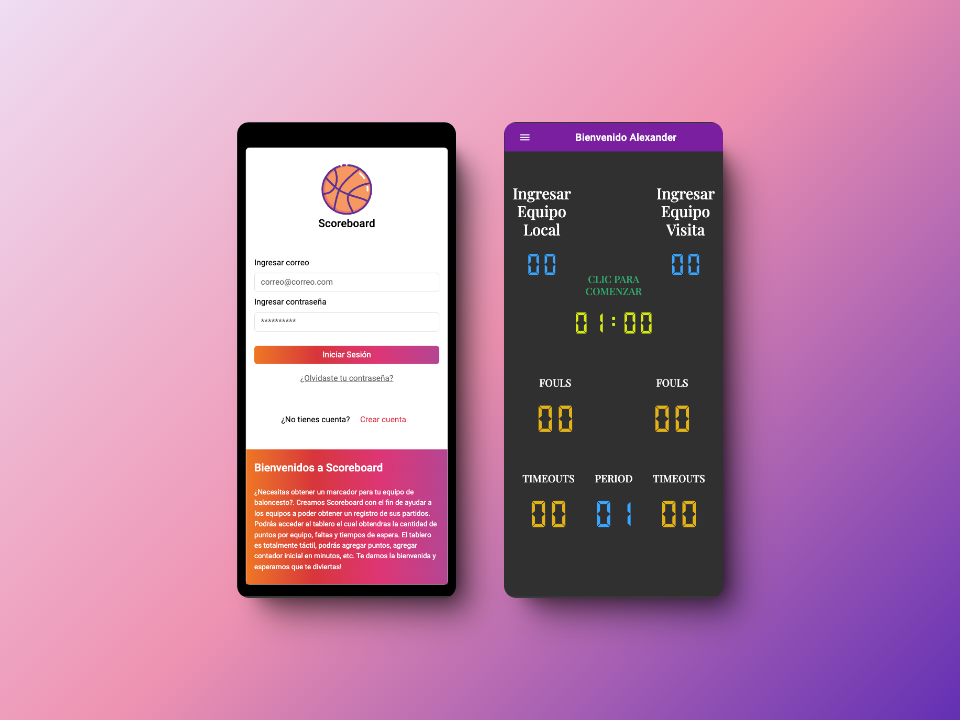 Scoreboard
Ingresar correo
correo@correo.com
Ingresar contraseña
**********
Iniciar Sesión
¿Olvidaste tu contraseña?
¿No tienes cuenta? Crear cuenta
Bienvenidos a Scoreboard
¿Necesitas obtener un marcador para tu equipo de
baloncesto?. Creamos Scoreboard con el fin de ayudar a
los equipos a poder obtener un registro de sus partidos.
Podrás acceder al tablero el cual obtendras la cantidad de
puntos por equipo, faltas y tiempos de espera. El tablero
es totalmente táctil, podrás agregar puntos, agregar
contador inicial en minutos, etc. Te damos la bienvenida y
esperamos que te diviertas!
Bienvenido Alexander
Ingresar
Equipo
Local
00
Ingresar
Equipo
Visita
00
CLIC PARA
COMENZAR
01:00
FOULS FOULS
00 00
TIMEOUTS PERIOD TIMEOUTS
00 01 00